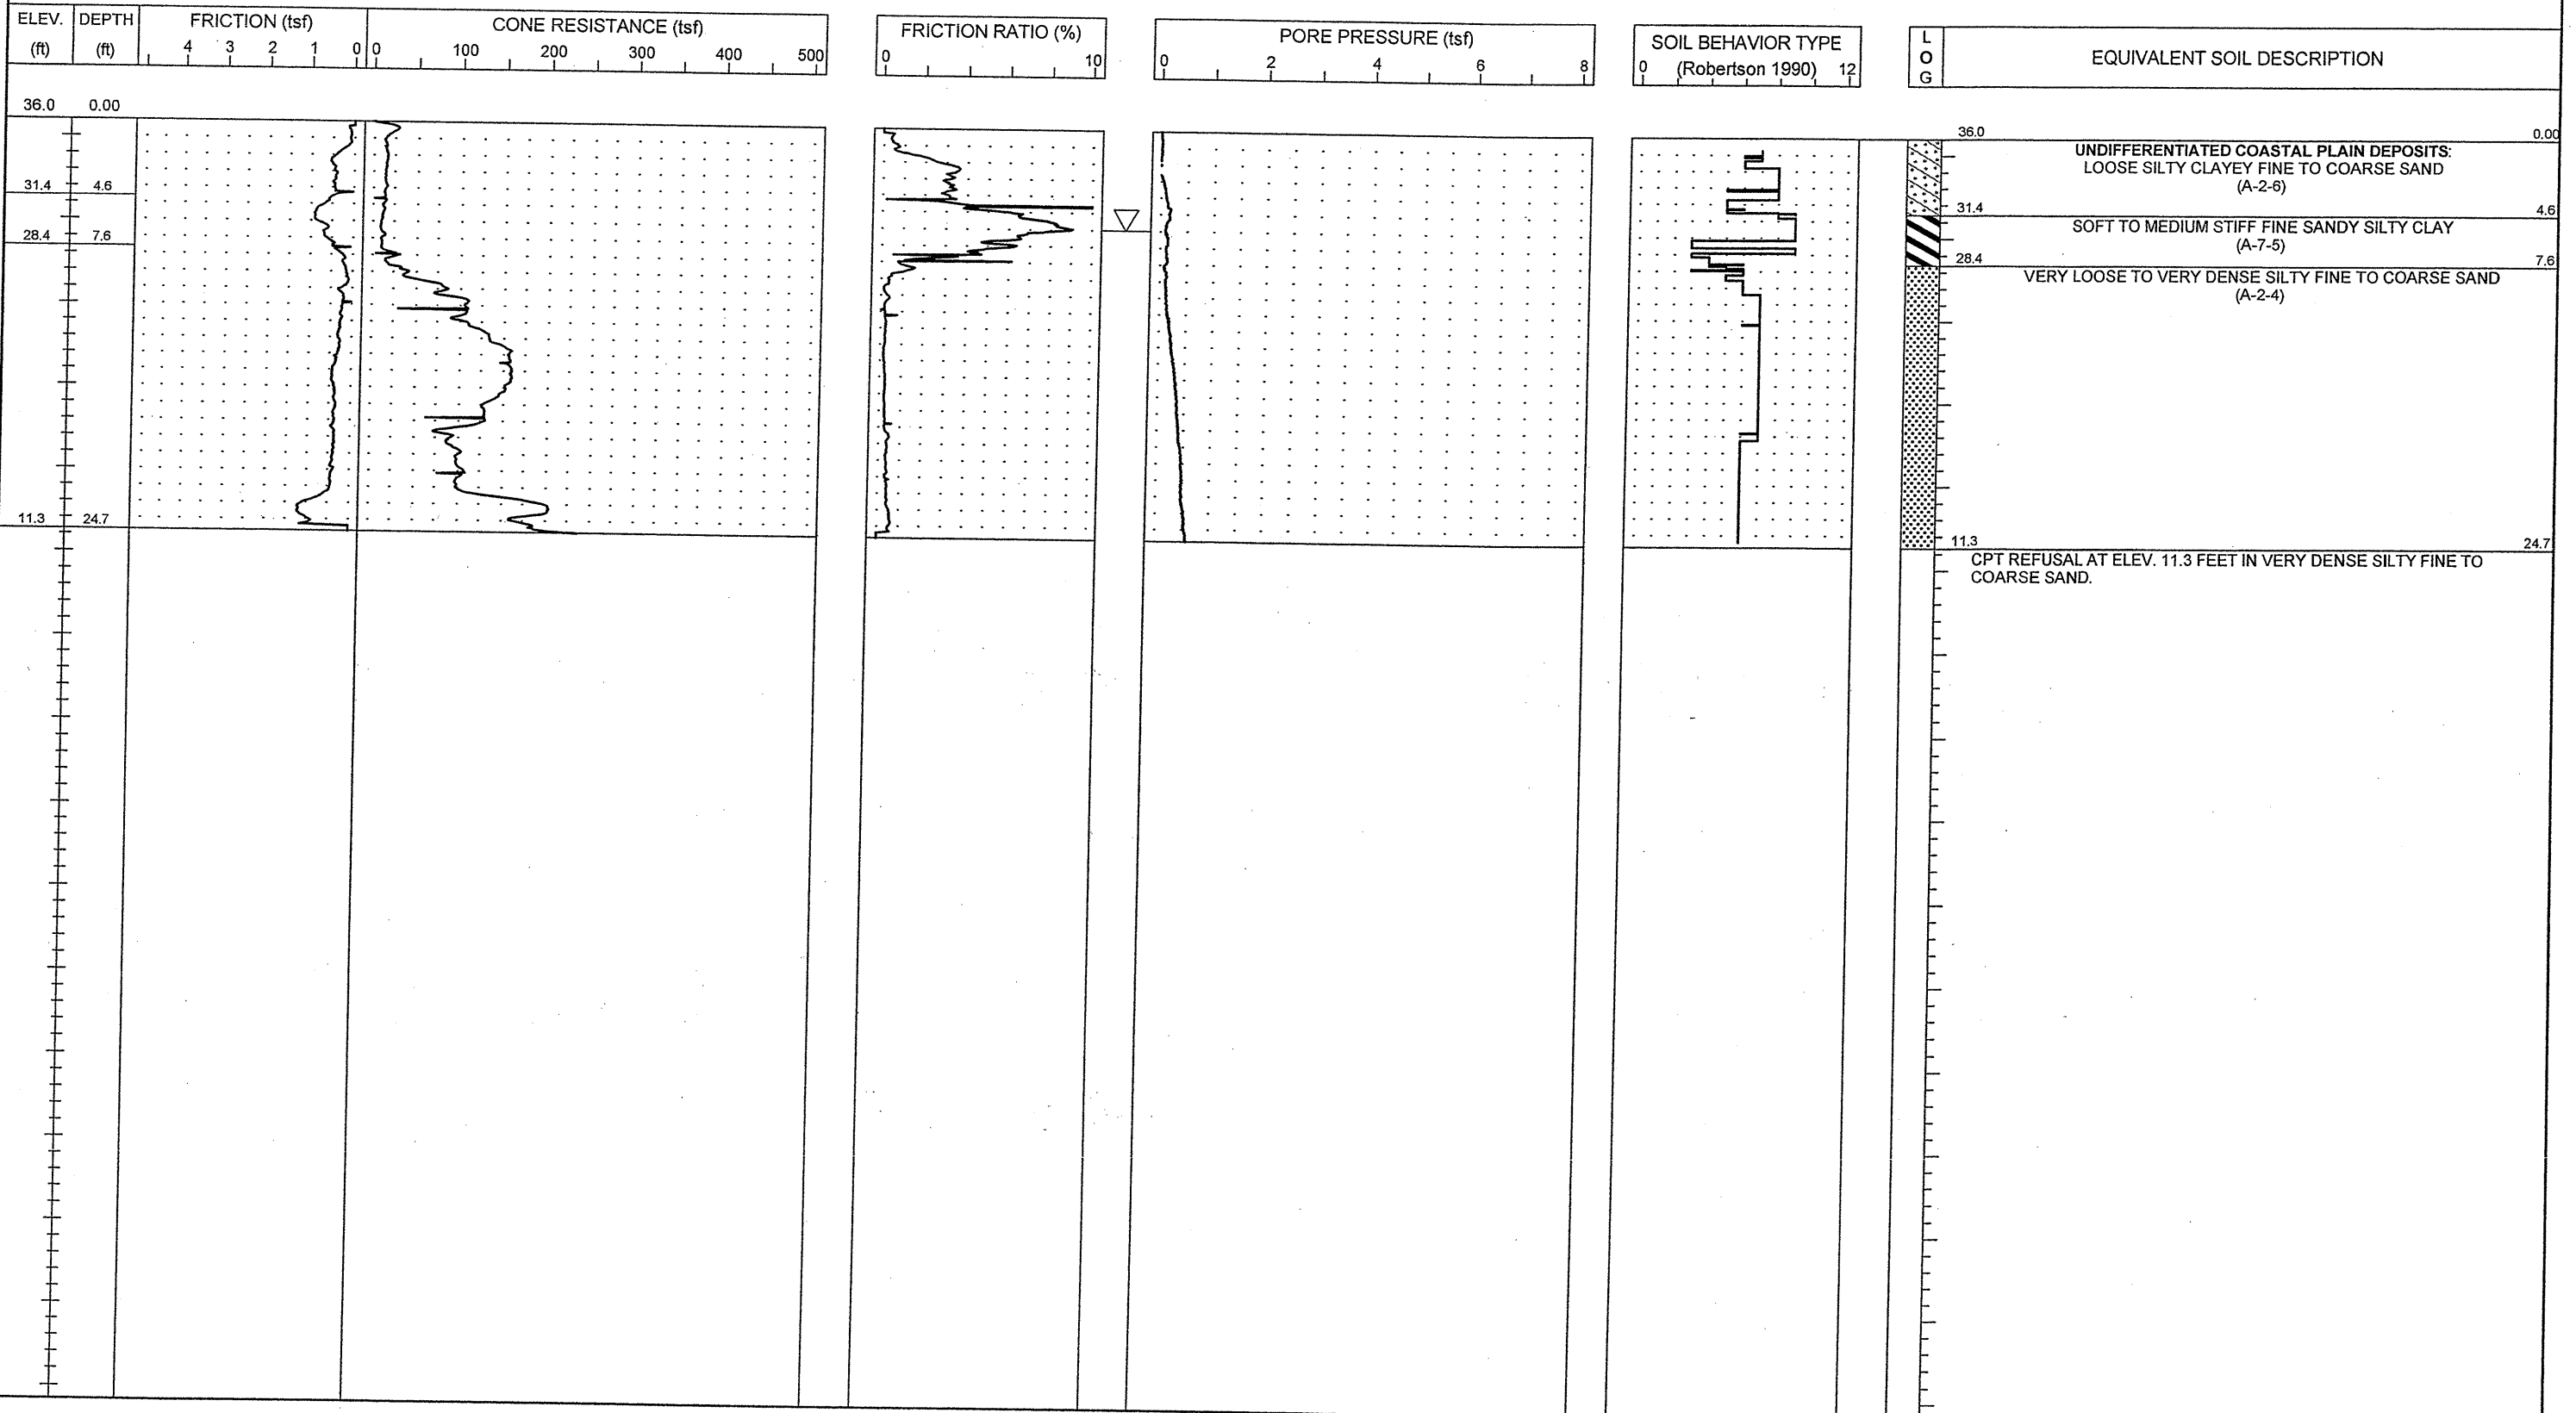 ELEV. DEPTH FRICTION (tsf) CONE RESISTANCE (tsf) FRICTION RATIO (%) PORE PRESSURE (tsf) SOIL BEHAVIOR TYPE L
(ft) (ft) 4 3 2 1 0 0 100 200 300 400 500 0 10 0 2 4 6 8 0 (Robertson 1990) 12 O EQUIVALENT SOIL DESCRIPTION
G
36.0 0.00
36.0 0.00
UNDIFFERENTIATED COASTAL PLAIN DEPOSITS:
LOOSE SILTY CLAYEY FINE TO COARSE SAND
(A-2-6)
31.4 4.6
31.4 4.6
SOFT TO MEDIUM STIFF FINE SANDY SILTY CLAY
(A-7-5)
28.4 7.6
28.4 7.6
VERY LOOSE TO VERY DENSE SILTY FINE TO COARSE SAND
(A-2-4)
11.3 24.7
11.3 24.7
CPT REFUSAL AT ELEV. 11.3 FEET IN VERY DENSE SILTY FINE TO
COARSE SAND.